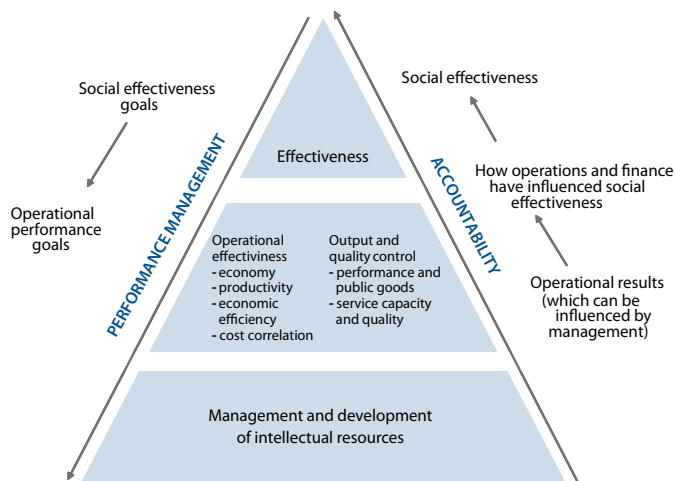 Social effectiveness
goals
Operational
performance
goals
PERFORMANCE MANAGEMENT
Effectiveness
Operational
effectiviness
- economy
- productivity
- economic
efficiency
- cost correlation
Output and
quality control
- performance and
public goods
- service capacity
and quality
Management and development
of intellectual resources
ACCOUNTABILITY
Social effectiveness
How operations and finance
have influenced social
effectiveness
Operational results
(which can be
influenced by
management)